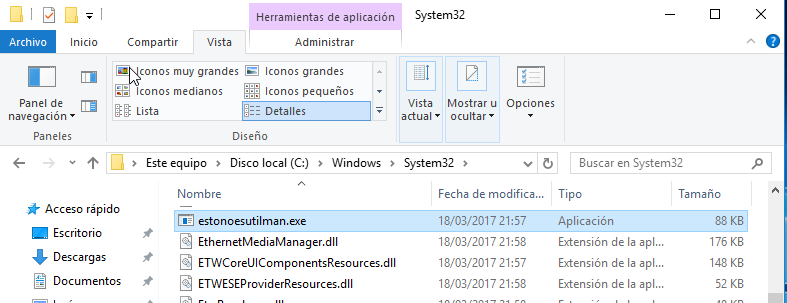 Herramientas de aplicación System32
Archivo Inicio Compartir Vista Administrar
Iconos muy grandes Iconos grandes
Iconos medianos Iconos pequeños
Lista Detalles
Panel de navegación
Vista actual
Mostrar u ocultar
Opciones
Paneles Diseño
Este equipo Disco local (C:) Windows System32 Buscar en System32
Nombre Fecha de modifica... Tipo Tamaño
Acceso rápido
Escritorio
Descargas
Documentos
estonoesutilman.exe 18/03/2017 21:57 Aplicación 88 KB
EthernetMediaManager.dll 18/03/2017 21:58 Extensión de la apl... 176 KB
ETWCoreUIComponentsResources.dll 18/03/2017 21:57 Extensión de la apl... 148 KB
ETWESEProviderResources.dll 18/03/2017 21:58 Extensión de la apl... 52 KB